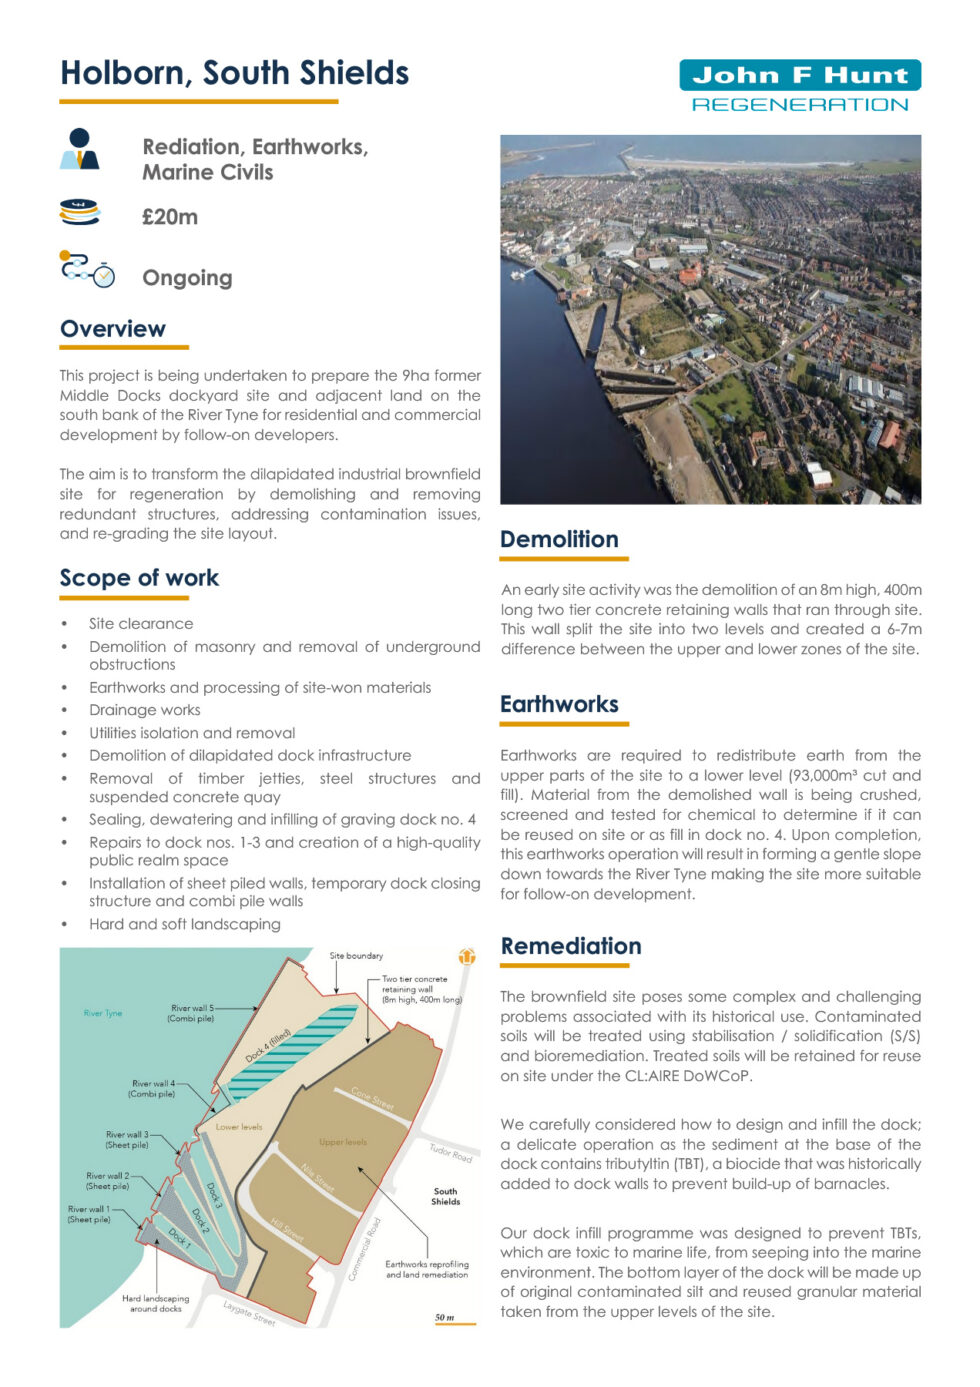 Holborn, South Shields
John F Hunt
REGENERATION
Rediation, Earthworks,
Marine Civils
£20m
Ongoing
Overview
This project is being undertaken to prepare the 9ha former
Middle Docks dockyard site and adjacent land on the
south bank of the River Tyne for residential and commercial
development by follow-on developers.
The aim is to transform the dilapidated industrial brownfield
site for regeneration by demolishing and removing
redundant structures, addressing contamination issues,
and re-grading the site layout.
Scope of work
• Site clearance
• Demolition of masonry and removal of underground
obstructions
• Earthworks and processing of site-won materials
• Drainage works
• Utilities isolation and removal
• Demolition of dilapidated dock infrastructure
• Removal of timber jetties, steel structures and
suspended concrete quay
• Sealing, dewatering and infilling of graving dock no. 4
• Repairs to dock nos. 1-3 and creation of a high-quality
public realm space
• Installation of sheet piled walls, temporary dock closing
structure and combi pile walls
• Hard and soft landscaping
Site boundary
Two tier concrete
retaining wall
(8m high, 400m long)
River Tyne
River wall 5
(Combi pile)
Dock 4 (filled)
River wall 4
(Combi pile)
Cone Street
Lower levels
River wall 3
(Sheet pile)
Upper levels
Tudor Road
River wall 2
(Sheet pile)
Nile Street
Dock 3
South
Shields
River wall 1
(Sheet pile)
Dock 2
Dock 1
Hill Street
Commercial Road
Earthworks reprofiling
and land remediation
Hard landscaping
around docks
Laygate Street
50 m
Demolition
An early site activity was the demolition of an 8m high, 400m
long two tier concrete retaining walls that ran through site.
This wall split the site into two levels and created a 6-7m
difference between the upper and lower zones of the site.
Earthworks
Earthworks are required to redistribute earth from the
upper parts of the site to a lower level (93,000m³ cut and
fill). Material from the demolished wall is being crushed,
screened and tested for chemical to determine if it can
be reused on site or as fill in dock no. 4. Upon completion,
this earthworks operation will result in forming a gentle slope
down towards the River Tyne making the site more suitable
for follow-on development.
Remediation
The brownfield site poses some complex and challenging
problems associated with its historical use. Contaminated
soils will be treated using stabilisation / solidification (S/S)
and bioremediation. Treated soils will be retained for reuse
on site under the CL:AIRE DoWCoP.
We carefully considered how to design and infill the dock;
a delicate operation as the sediment at the base of the
dock contains tributyltin (TBT), a biocide that was historically
added to dock walls to prevent build-up of barnacles.
Our dock infill programme was designed to prevent TBTs,
which are toxic to marine life, from seeping into the marine
environment. The bottom layer of the dock will be made up
of original contaminated silt and reused granular material
taken from the upper levels of the site.